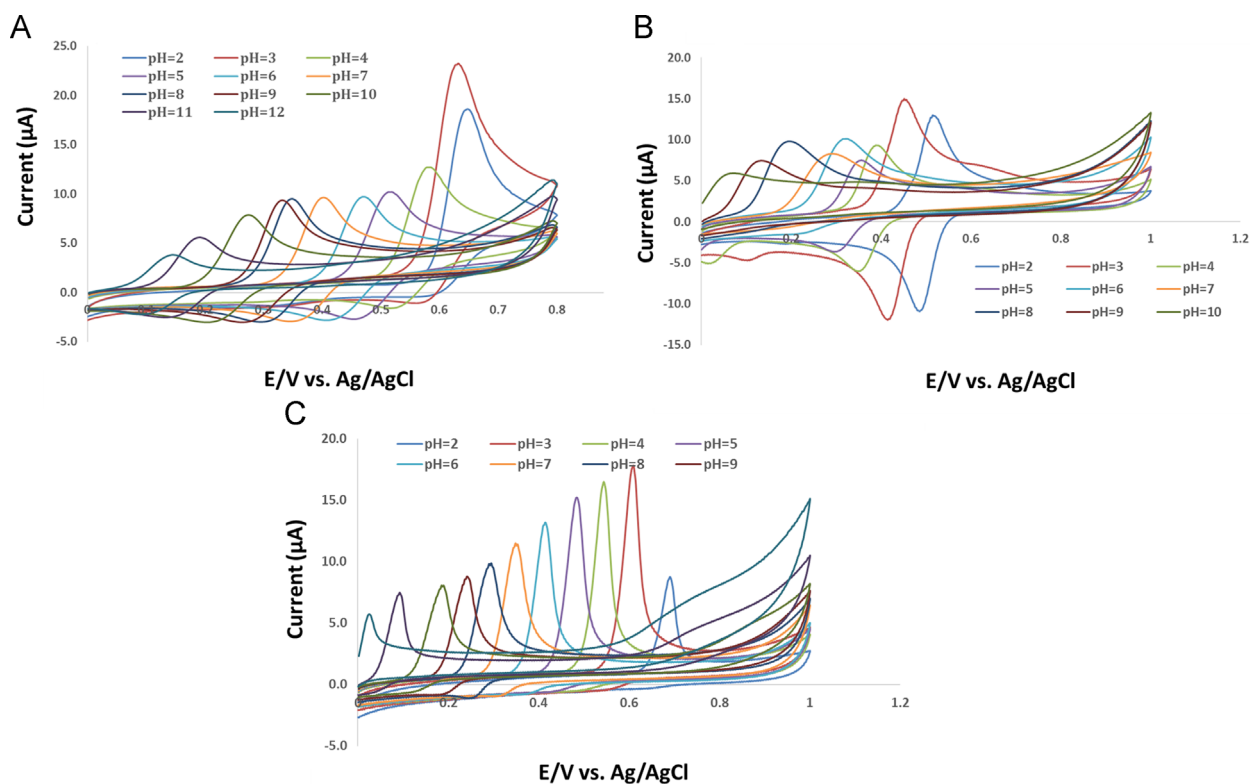 A
25.0
20.0
15.0
10.0
5.0
0.0
-5.0
Current (µA)
pH=2 pH=3 pH=4
pH=5 pH=6 pH=7
pH=8 pH=9 pH=10
pH=11 pH=12
0 0.1 0.2 0.3 0.4 0.5 0.6 0.7 0.8
E/V vs. Ag/AgCl
B
20.0
15.0
10.0
5.0
0.0
-5.0
-10.0
-15.0
Current (µA)
0 0.2 0.4 0.6 0.8 1 1.2
pH=2 pH=3 pH=4
pH=5 pH=6 pH=7
pH=8 pH=9 pH=10
E/V vs. Ag/AgCl
C
20.0
15.0
10.0
5.0
0.0
-5.0
Current (µA)
pH=2 pH=3 pH=4 pH=5
pH=6 pH=7 pH=8 pH=9
0 0.2 0.4 0.6 0.8 1 1.2
E/V vs. Ag/AgCl